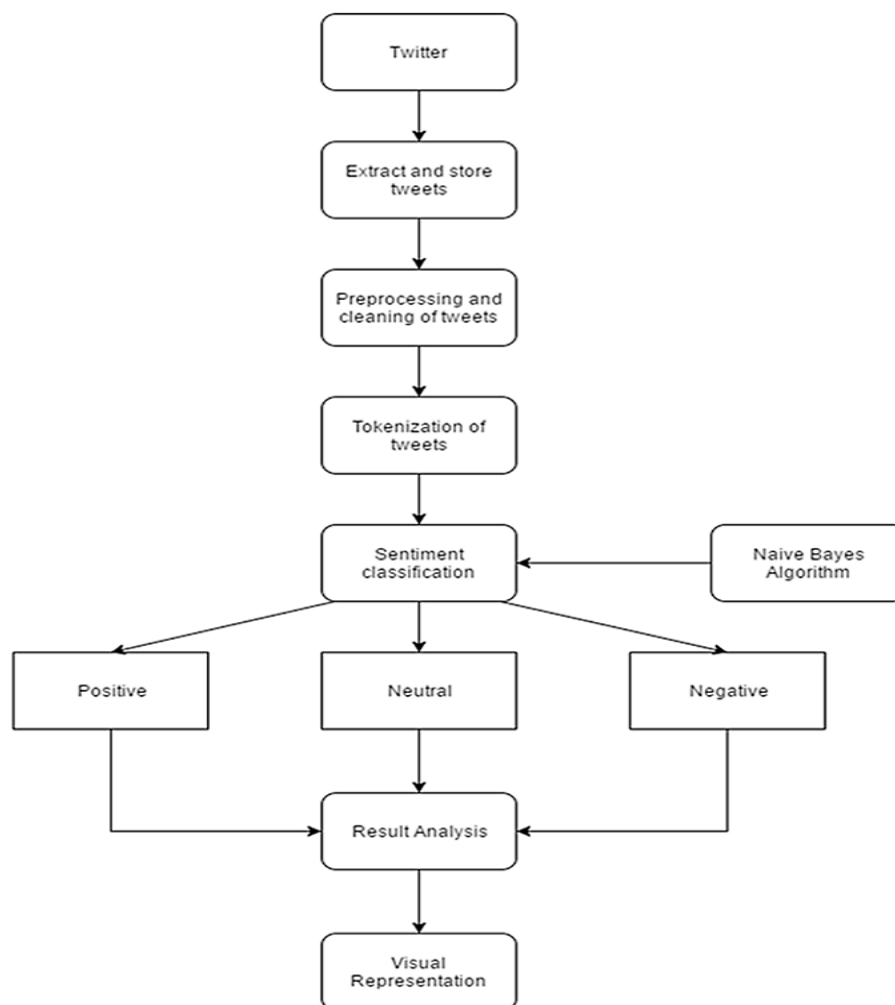 Twitter
Extract and store
tweets
Preprocessing and
cleaning of tweets
Tokenization of
tweets
Sentiment
classification
Naive Bayes
Algorithm
Positive
Neutral
Negative
Result Analysis
Visual
Representation